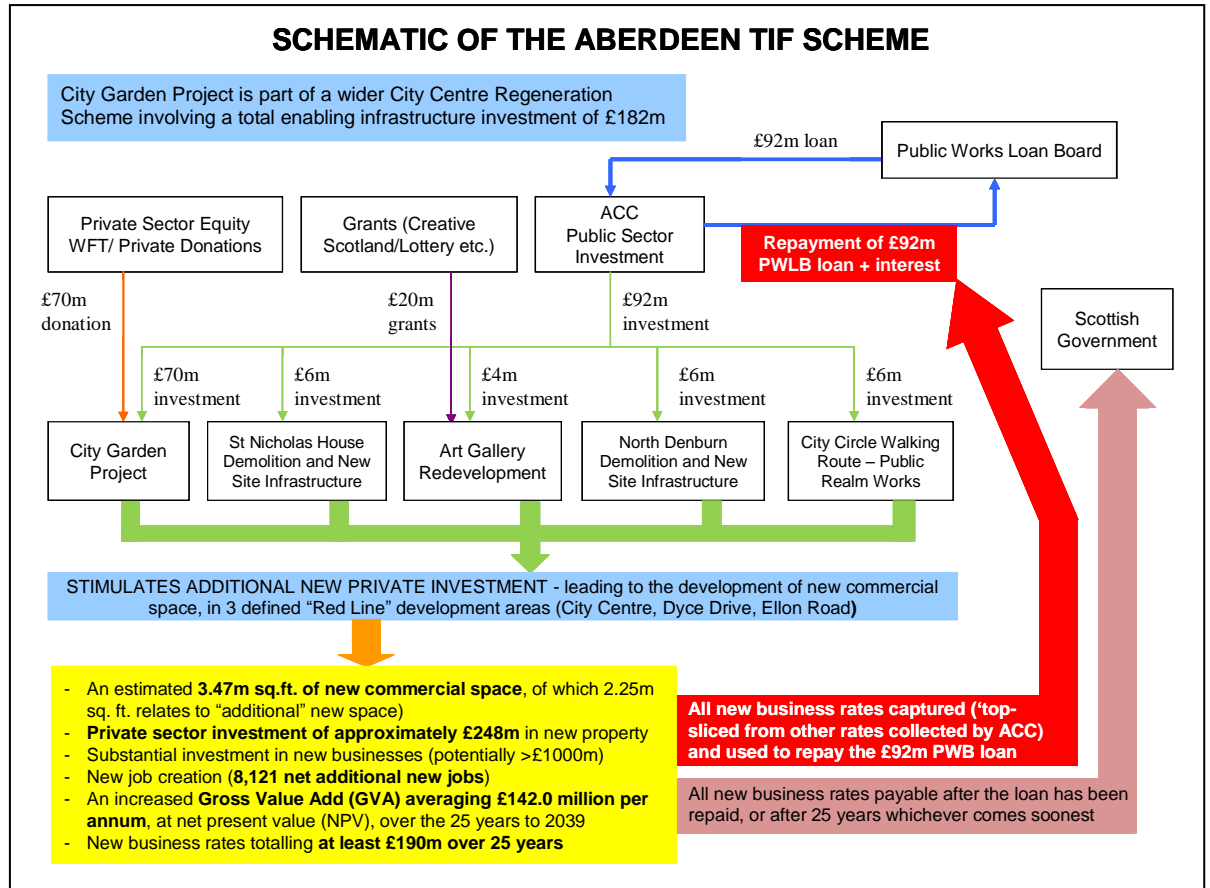 SCHEMATIC OF THE ABERDEEN TIF SCHEME
City Garden Project is part of a wider City Centre Regeneration
Scheme involving a total enabling infrastructure investment of £182m
£92m loan
Public Works Loan Board
Private Sector Equity
WFT/ Private Donations
Grants (Creative
Scotland/Lottery etc.)
ACC
Public Sector
Investment
Repayment of £92m
PWLB loan + interest
£70m
donation
£20m
grants
£92m
investment
Scottish
Government
£70m
investment
£6m
investment
£4m
investment
£6m
investment
£6m
investment
City Garden
Project
St Nicholas House
Demolition and New
Site Infrastructure
Art Gallery
Redevelopment
North Denburn
Demolition and New
Site Infrastructure
City Circle Walking
Route – Public
Realm Works
STIMULATES ADDITIONAL NEW PRIVATE INVESTMENT - leading to the development of new commercial
space, in 3 defined “Red Line” development areas (City Centre, Dyce Drive, Ellon Road)
- An estimated 3.47m sq.ft. of new commercial space, of which 2.25m
sq. ft. relates to “additional” new space)
- Private sector investment of approximately £248m in new property
- Substantial investment in new businesses (potentially >£1000m)
- New job creation (8,121 net additional new jobs)
- An increased Gross Value Add (GVA) averaging £142.0 million per
annum, at net present value (NPV), over the 25 years to 2039
- New business rates totalling at least £190m over 25 years
All new business rates captured (‘top-
sliced from other rates collected by ACC)
and used to repay the £92m PWB loan
All new business rates payable after the loan has been
repaid, or after 25 years whichever comes soonest